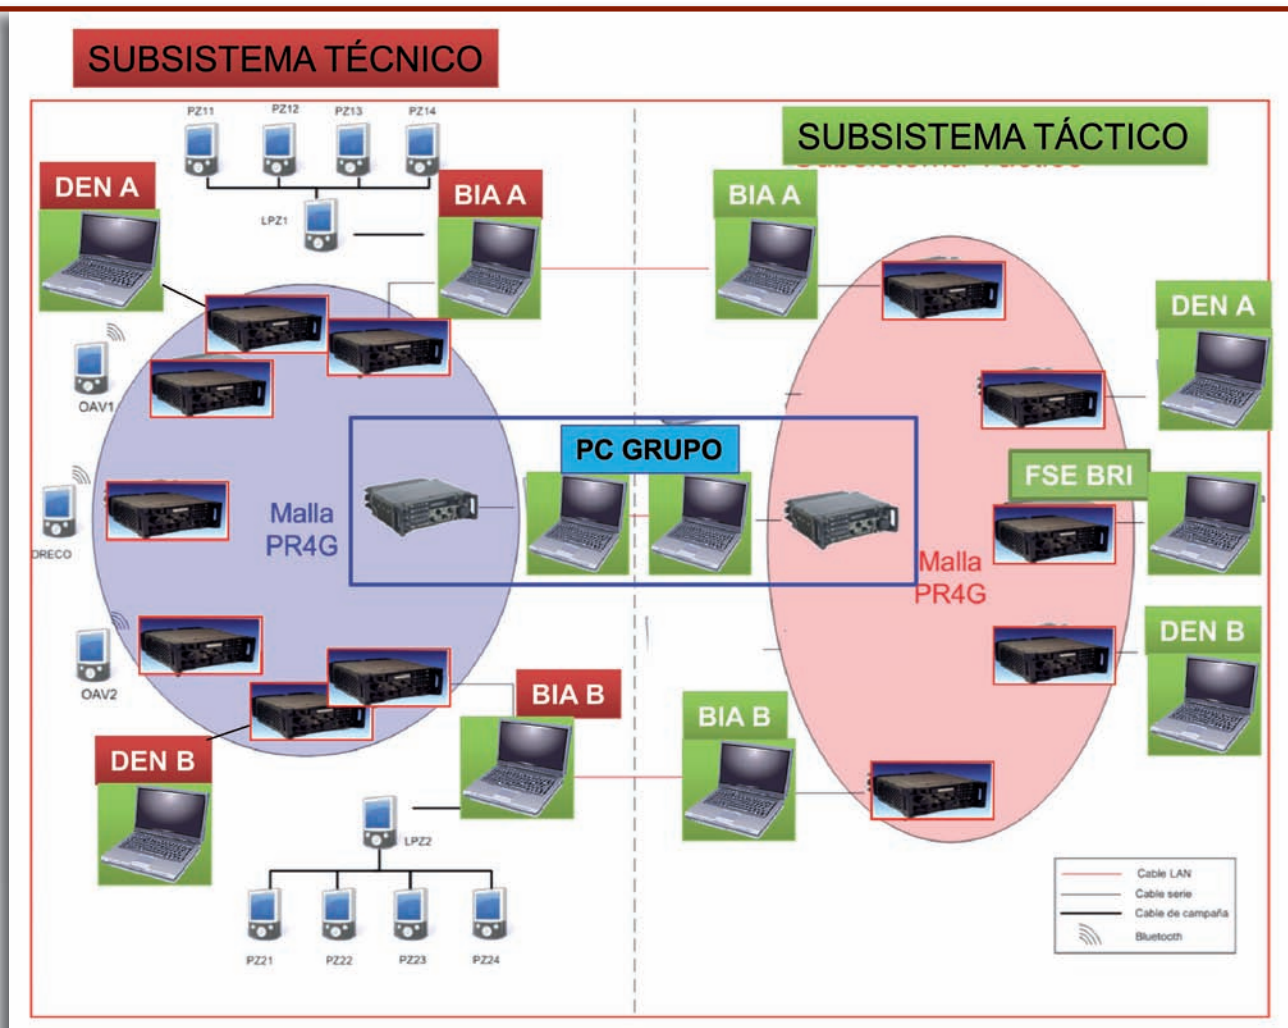 SUBSISTEMA TÉCNICO
PZ11
PZ12
PZ13
PZ14
SUBSISTEMA TÁCTICO
Subsistema Táctico
DEN A
LPZ1
BIA A
BIA A
DEN A
OAV1
PC GRUPO
FSE BRI
Malla
PR4G
DRECO
Malla
PR4G
DEN B
OAV2
BIA B
BIA B
DEN B
LPZ2
PZ21
PZ22
PZ23
PZ24
Cable LAN
Cable serie
Cable de campaña
Bluetooth